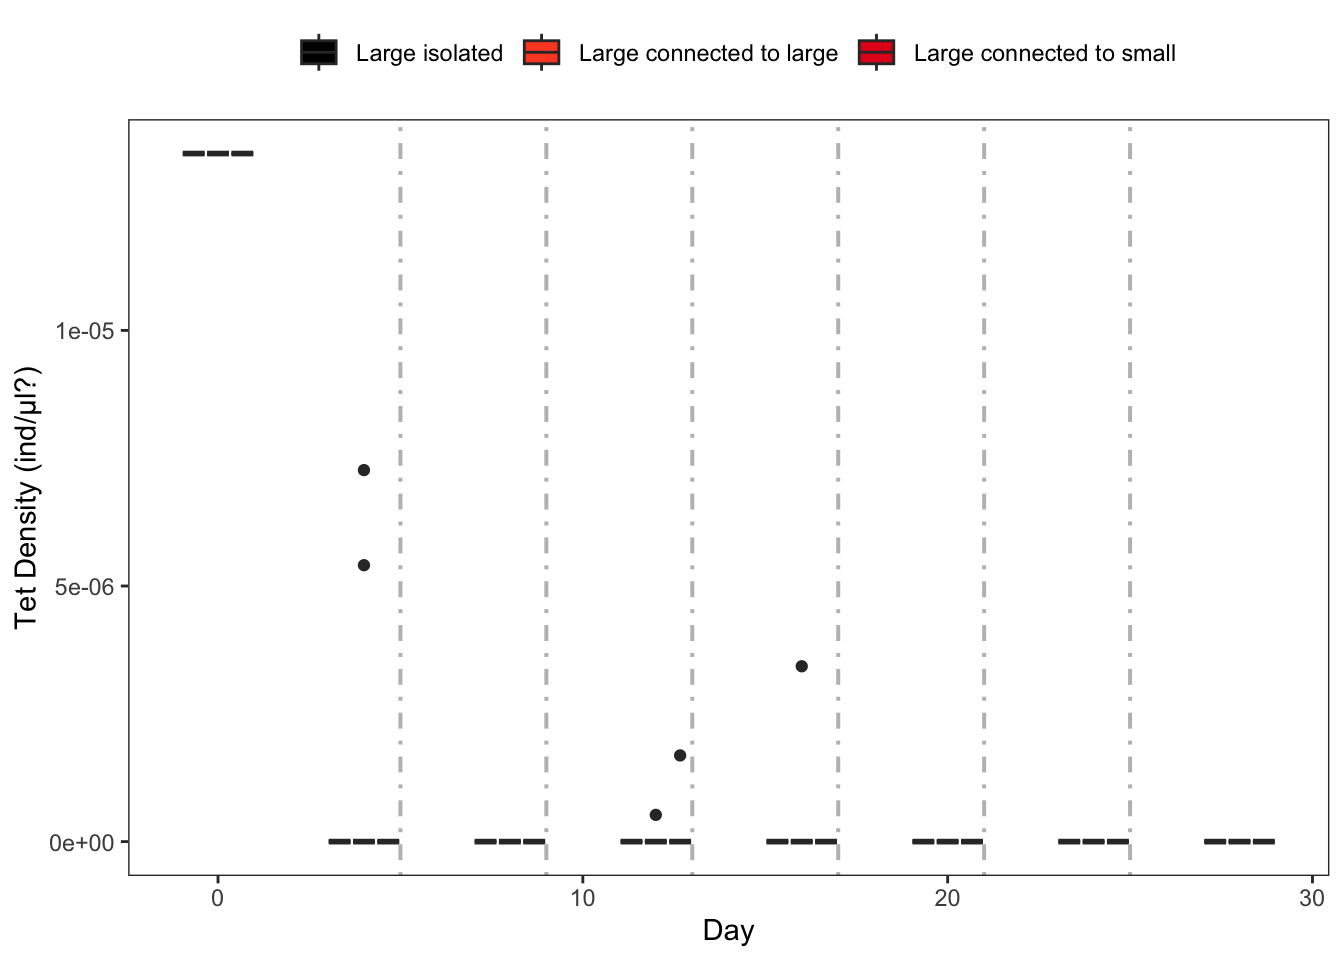 Large isolated Large connected to large Large connected to small
Tet Density (ind/µl?)
1e-05
5e-06
0e+00
0 10 20 30
Day